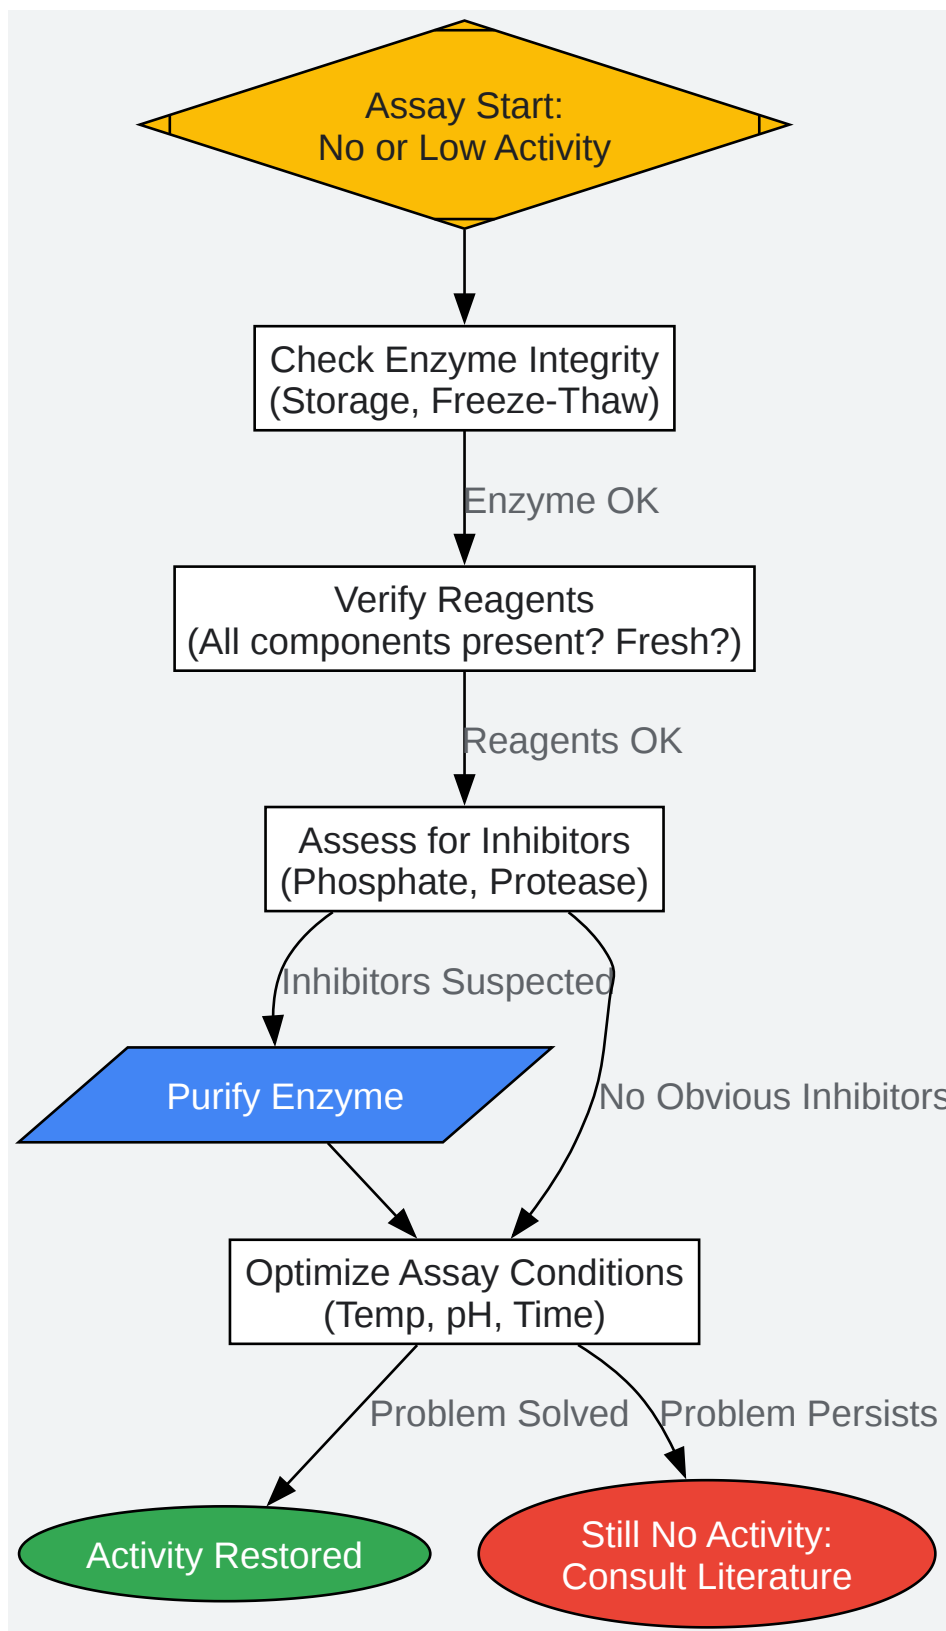 Assay Start:
No or Low Activity
Check Enzyme Integrity
(Storage, Freeze-Thaw)
Enzyme OK
Verify Reagents
(All components present? Fresh?)
Reagents OK
Assess for Inhibitors
(Phosphate, Protease)
Inhibitors Suspected
Purify Enzyme
No Obvious Inhibitors
Optimize Assay Conditions
(Temp, pH, Time)
Problem Solved
Problem Persists
Activity Restored
Still No Activity:
Consult Literature